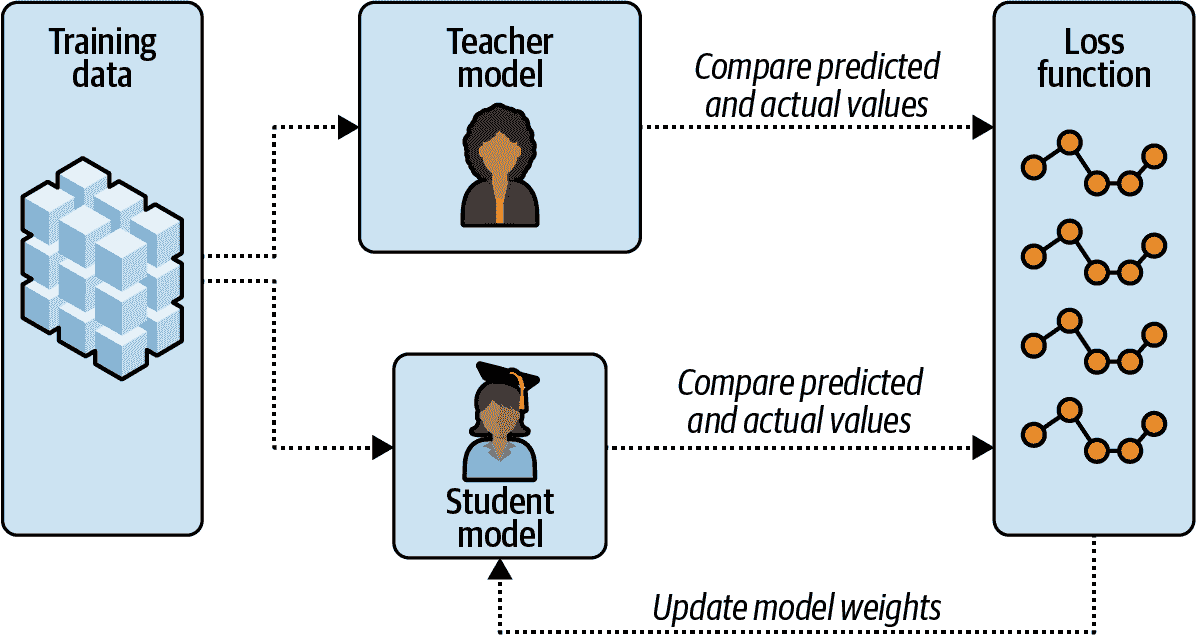 Training
data
Teacher
model
Compare predicted
and actual values
Loss
function
Compare predicted
and actual values
Student
model
Update model weights